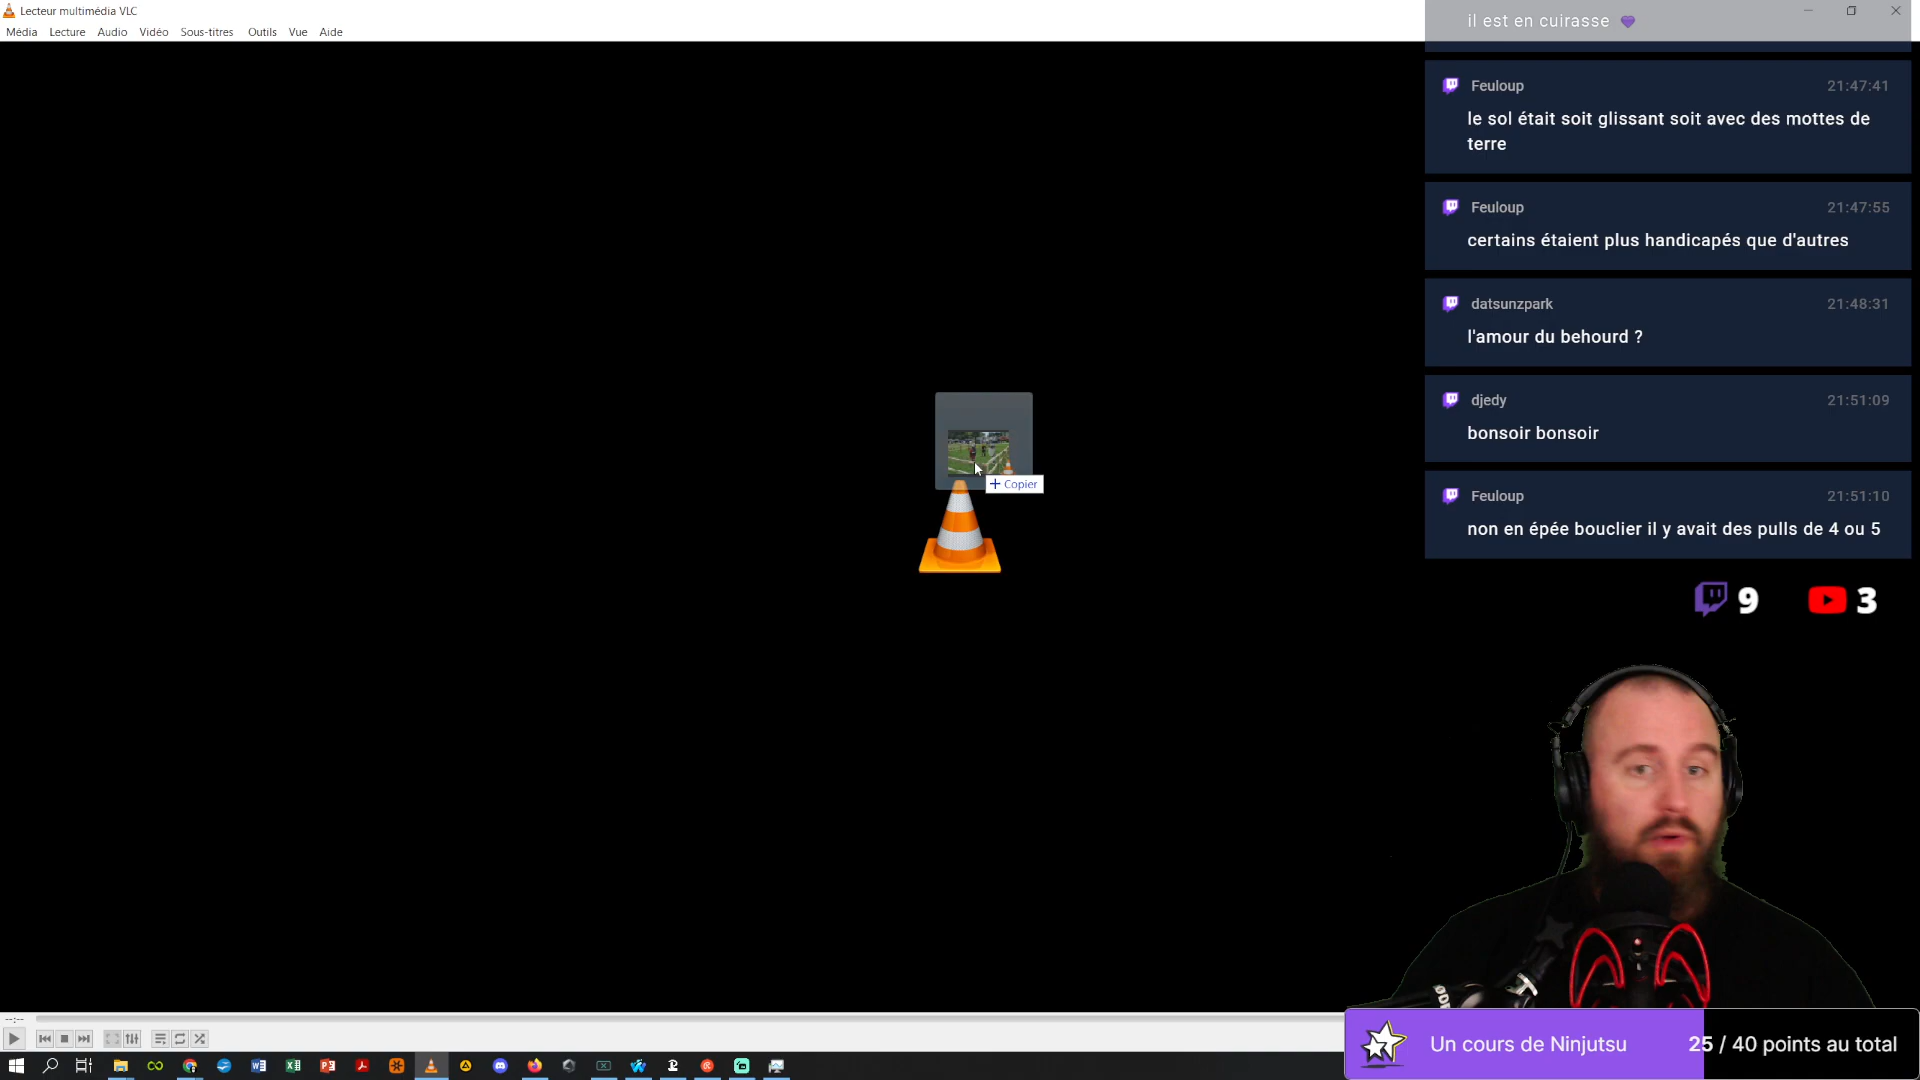 Lecteur multimédia VLC
Média Lecture Audio Vidéo Sous-titres Outils Vue Aide
il est en cuirasse
Feuloup 21:47:41
le sol était soit glissant soit avec des mottes de
terre
Feuloup 21:47:55
certains étaient plus handicapés que d'autres
datsunzpark 21:48:31
l'amour du behourd ?
djedy 21:51:09
bonsoir bonsoir
+ Copier
Feuloup 21:51:10
non en épée bouclier il y avait des pulls de 4 ou 5
9 3
--:--
Un cours de Ninjutsu 25 / 40 points au total